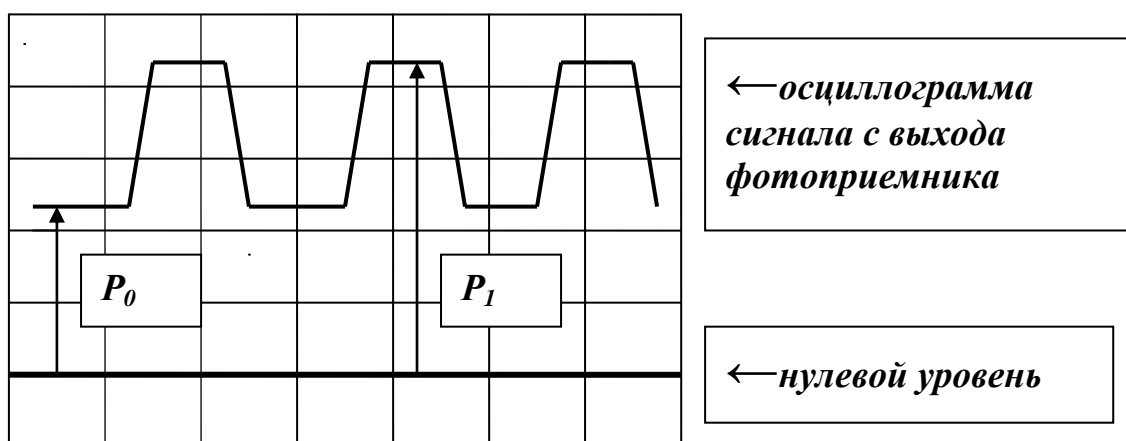 ←осциллограмма
сигнала с выхода
фотоприемника
P₀
P₁
←нулевой уровень